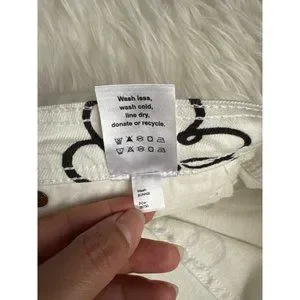 Wash less,
wash cold,
line dry,
donate or recycle.